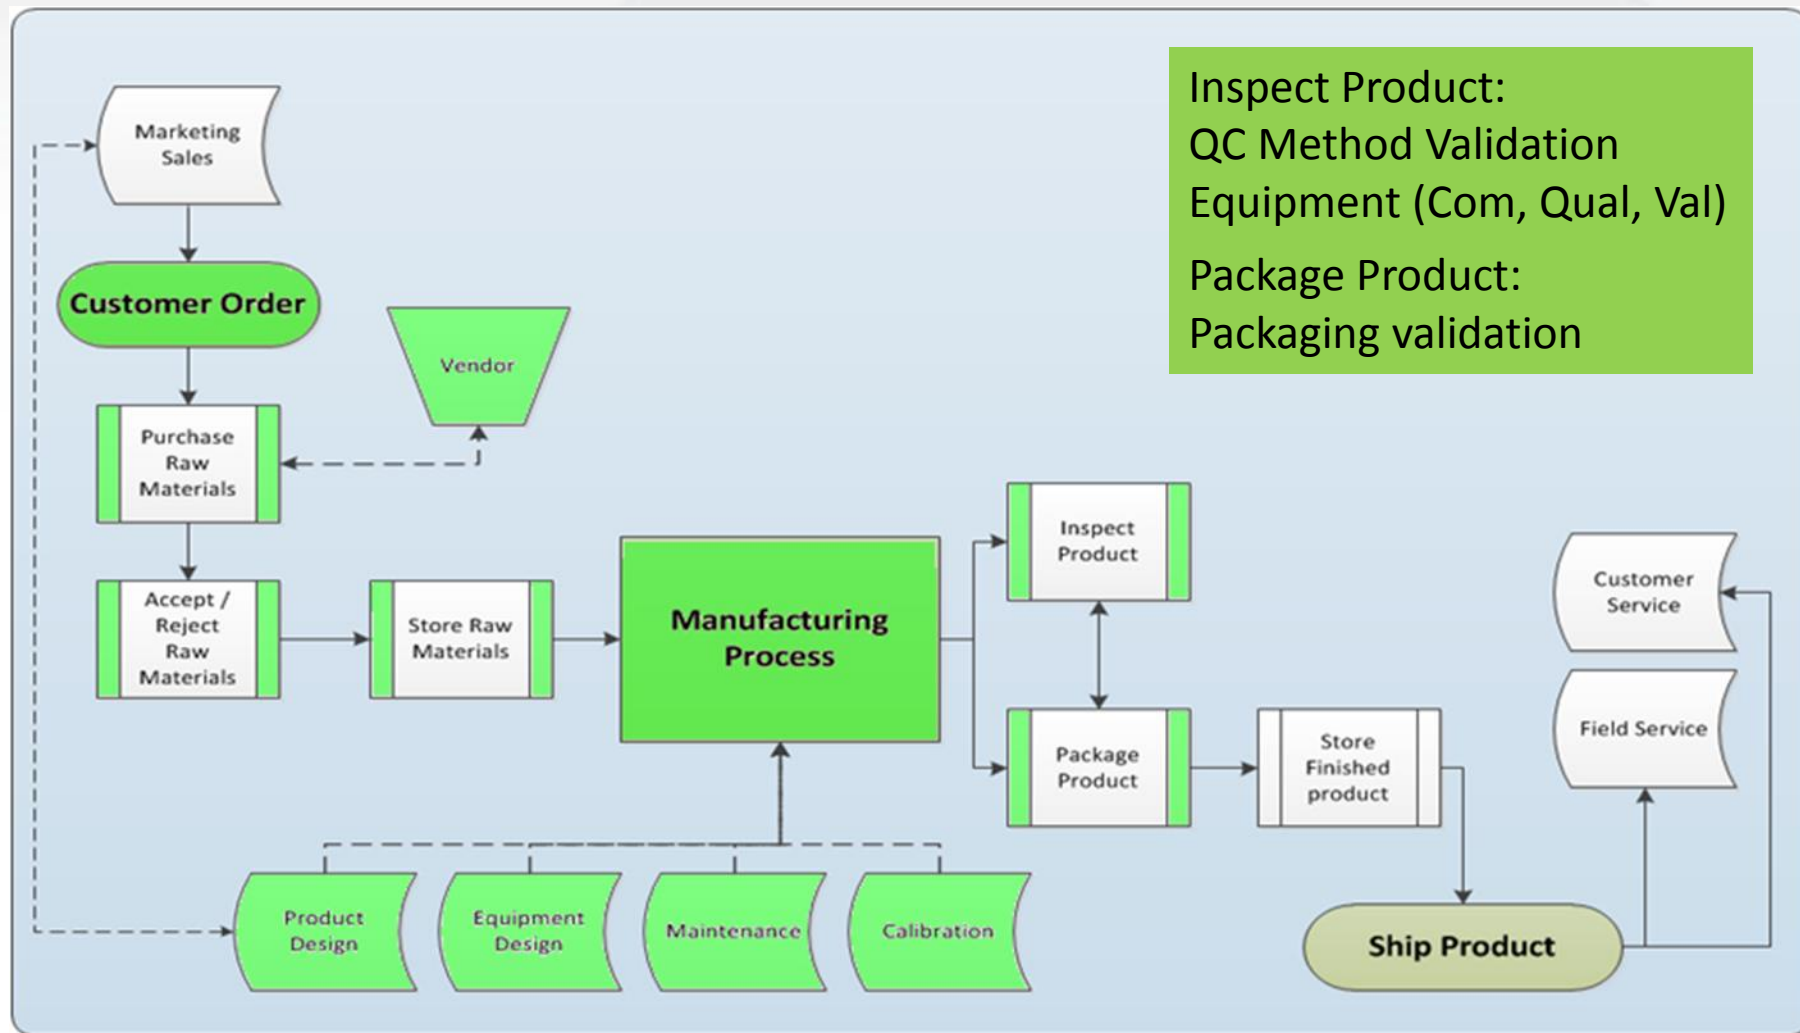 Inspect Product:
QC Method Validation
Equipment (Com, Qual, Val)
Package Product:
Packaging validation
Marketing
Sales
Customer Order
Vendor
Purchase
Raw
Materials
Accept /
Reject
Raw
Materials
Store Raw
Materials
Manufacturing
Process
Inspect
Product
Package
Product
Store
Finished
product
Customer
Service
Field Service
Product
Design
Equipment
Design
Maintenance
Calibration
Ship Product